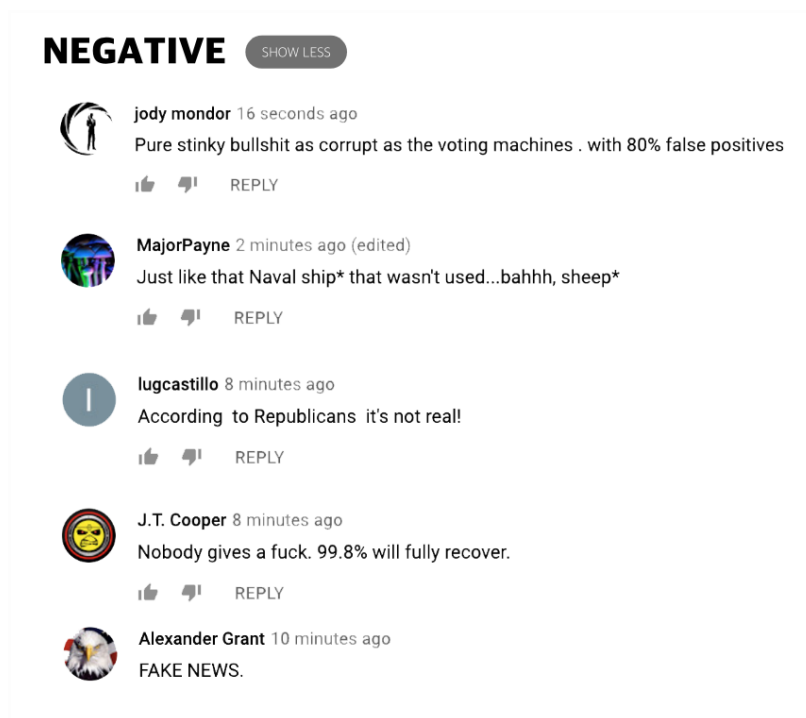 NEGATIVE SHOW LESS
jody mondor 16 seconds ago
Pure stinky bullshit as corrupt as the voting machines . with 80% false positives
REPLY
MajorPayne 2 minutes ago (edited)
Just like that Naval ship* that wasn't used...bahhh, sheep*
REPLY
I
lugcastillo 8 minutes ago
According  to Republicans  it's not real!
REPLY
J.T. Cooper 8 minutes ago
Nobody gives a fuck. 99.8% will fully recover.
REPLY
Alexander Grant 10 minutes ago
FAKE NEWS.